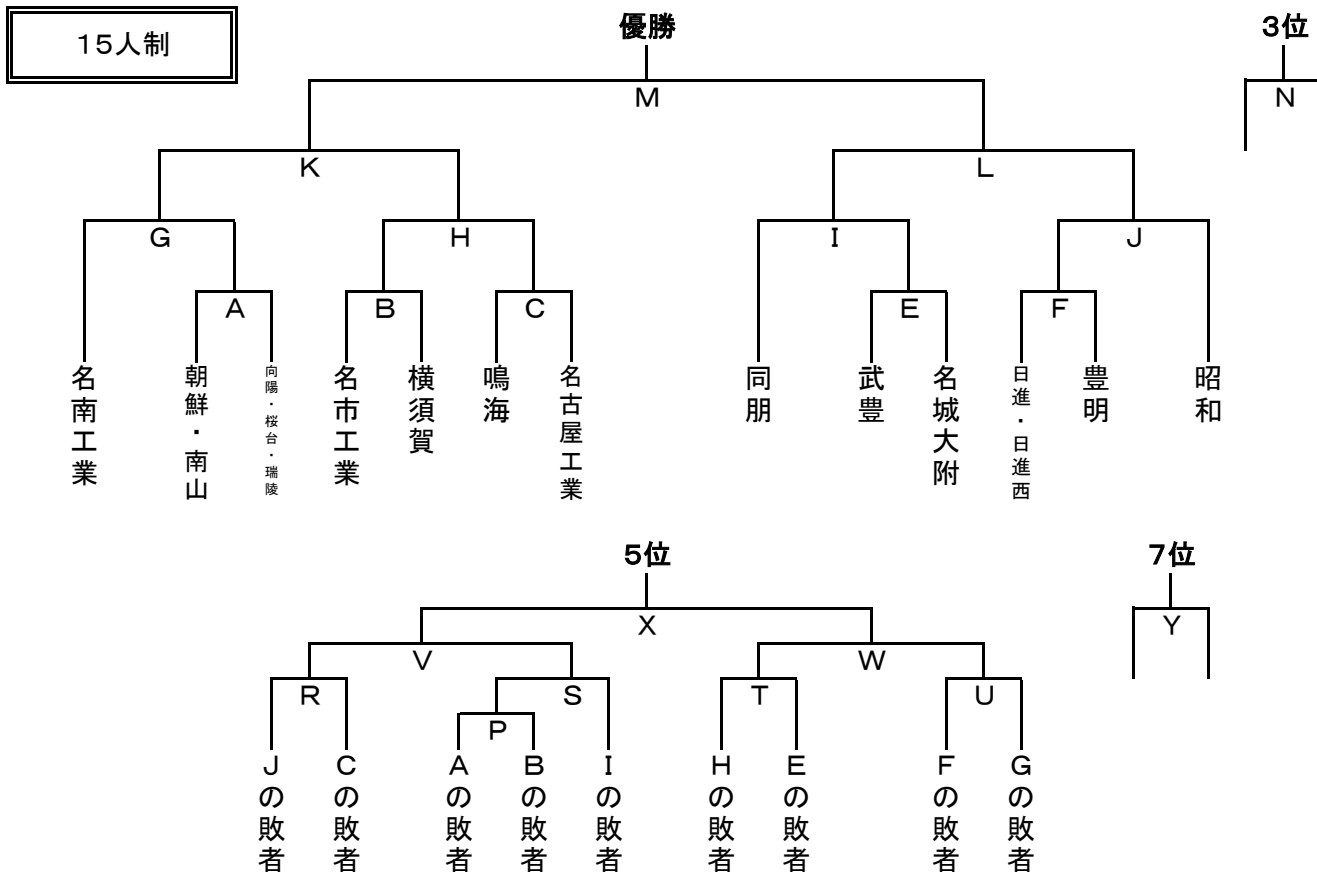 15人制
優勝
3位
M
N
K
L
G
H
I
J
A
B
C
E
F
名南工業
朝鮮・南山
向陽・桜台・瑞陵
名市工業
横須賀
鳴海
名古屋工業
同朋
武豊
名城大附
日進・日進西
豊明
昭和
5位
7位
X
Y
V
W
R
S
T
U
P
Jの敗者
Cの敗者
Aの敗者
Bの敗者
Iの敗者
Hの敗者
Eの敗者
Fの敗者
Gの敗者